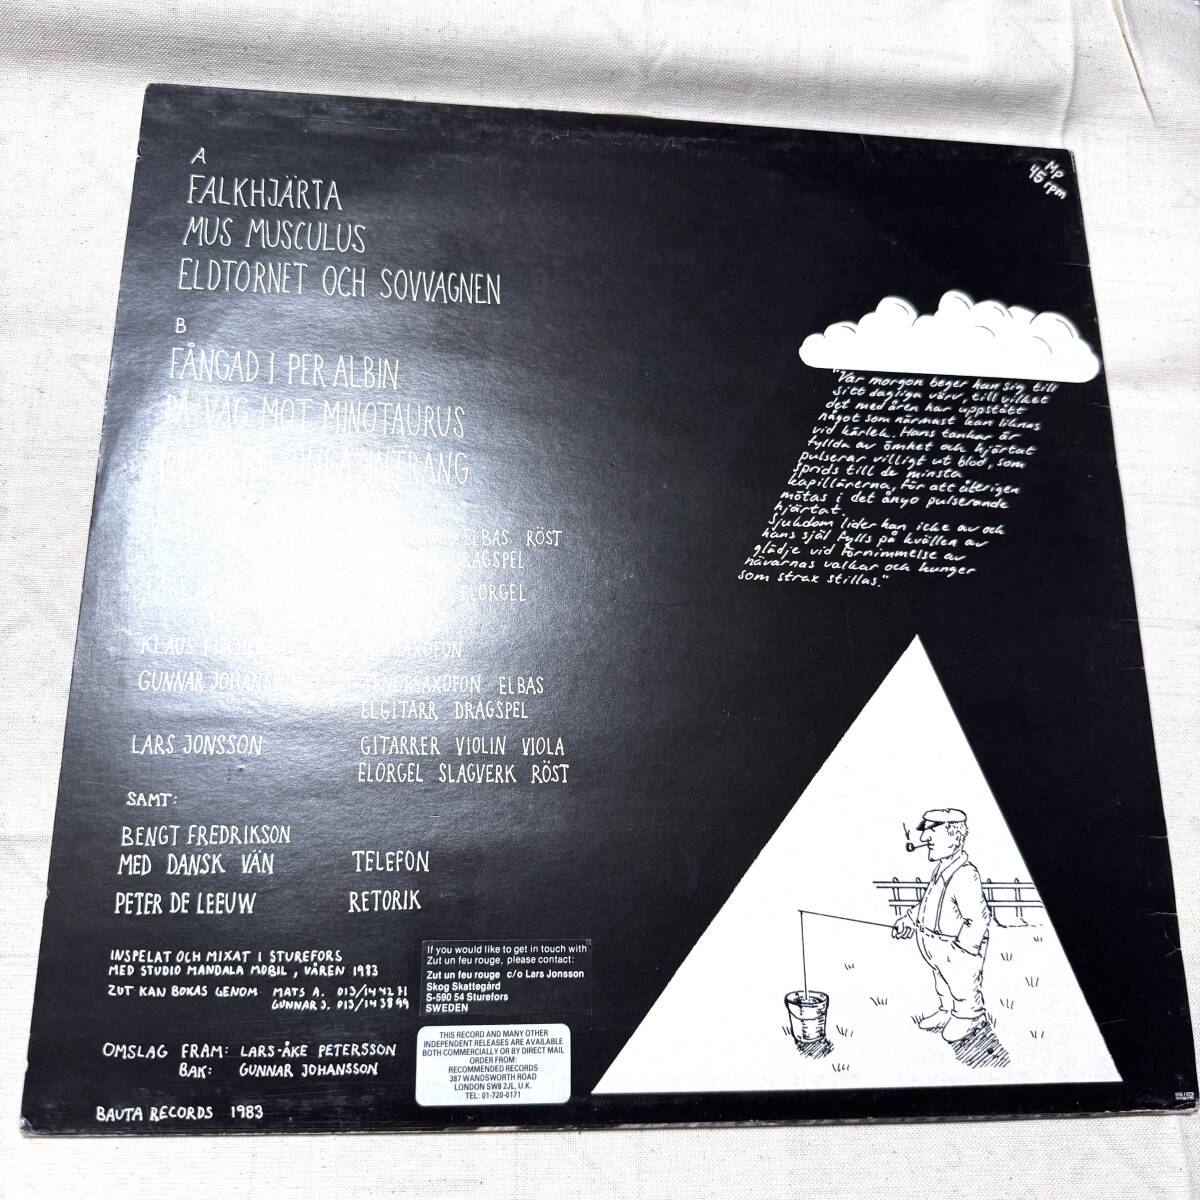 A
FALKHJÄRTA
MUS MUSCULUS
ELDTORNET OCH SOVVAGNEN
B
FÅNGAD I PER ALBIN
PÅ VÄG MOT MINOTAURUS
INTRÅNG
ELBAS RÖST
DRAGSPEL
ELORGEL
KLAUS FISCHER
GUNNAR JOHANSSON TENORSAXOFON ELBAS
ELGITARR DRAGSPEL
LARS JONSSON GITARRER VIOLIN VIOLA
ELORGEL SLAGVERK RÖST
SAMT:
BENGT FREDRIKSON
MED DANSK VÄN TELEFON
PETER DE LEEUW RETORIK
INSPELAT OCH MIXAT I STUREFORS
MED STUDIO MANDALA MOBIL, VÅREN 1983
ZUT KAN BOKAS GENOM MATS A. 013/14 42 71
GUNNAR J. 013/14 38 99
OMSLAG FRAM: LARS-ÅKE PETERSSON
BAK: GUNNAR JOHANSSON
BAUTA RECORDS 1983
If you would like to get in touch with
Zut un feu rouge, please contact:
Zut un feu rouge c/o Lars Jonsson
Skog Skattegård
S-590 54 Sturefors
SWEDEN
THIS RECORD AND MANY OTHER
INDEPENDENT RELEASES ARE AVAILABLE
BOTH COMMERCIALLY OR BY DIRECT MAIL
ORDER FROM:
RECOMMENDED RECORDS
387 WANDSWORTH ROAD
LONDON SW8 2JL, U.K.
TEL: 01-720-0171
MP
45 rpm
"Var morgon beger han sig till
sitt dagliga värv, till vilket
det med åren har uppstått
något som närmast kan liknas
vid kärlek. Hans tankar är
fyllda av ömhet och hjärtat
pulserar villigt ut blod, som
sprids till de minsta
kapillärerna, för att återigen
mötas i det ånyo pulserande
hjärtat.
Sjukdom lider han icke av och
hans själ fylls på kvällen av
glädje vid förnimmelse av
nävarnas valkar och hunger
som strax stillas."